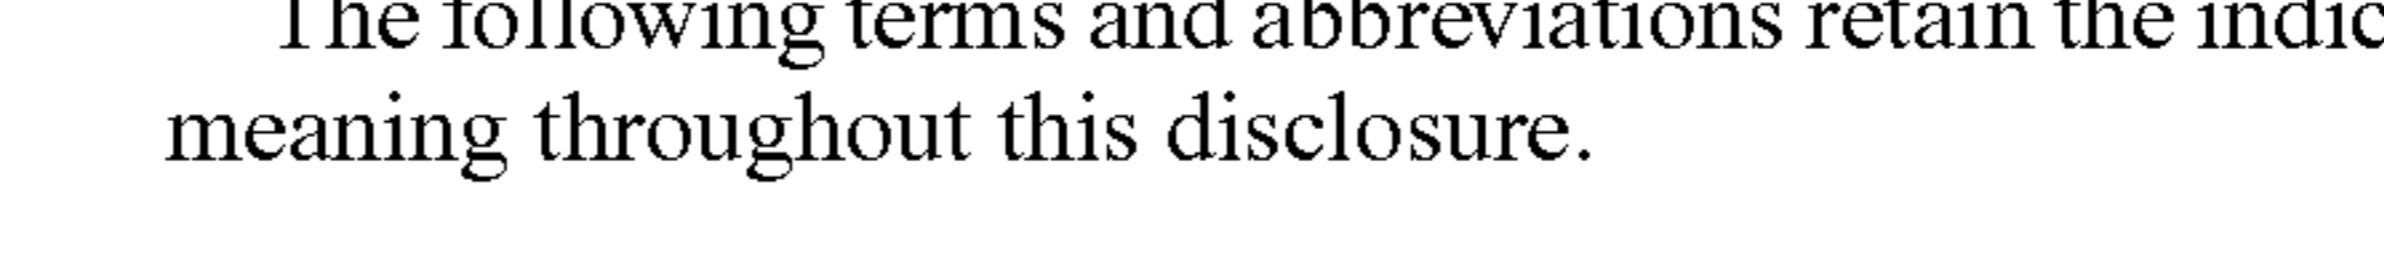 The following terms and abbreviations retain the indic
meaning throughout this disclosure.